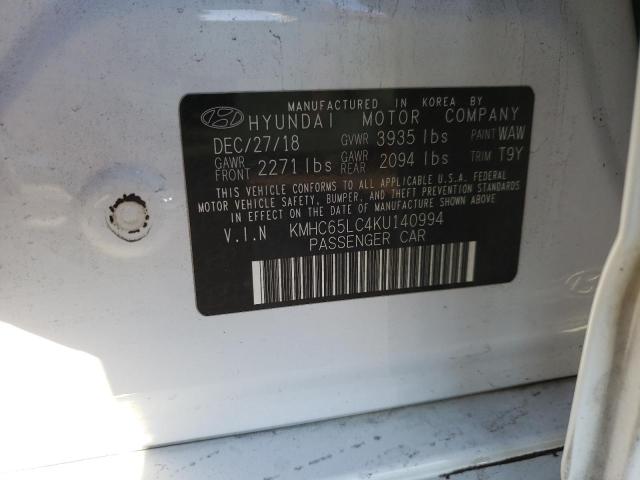 MANUFACTURED IN KOREA BY
HYUNDAI MOTOR COMPANY
DEC/27/18 GVWR 3935 lbs PAINT WAW
GAWR FRONT 2271 lbs GAWR REAR 2094 lbs TRIM T9Y
THIS VEHICLE CONFORMS TO ALL APPLICABLE U.S.A. FEDERAL
MOTOR VEHICLE SAFETY, BUMPER, AND THEFT PREVENTION STANDARDS
IN EFFECT ON THE DATE OF MANUFACTURE SHOWN ABOVE.
V.I.N KMHC65LC4KU140994
PASSENGER CAR